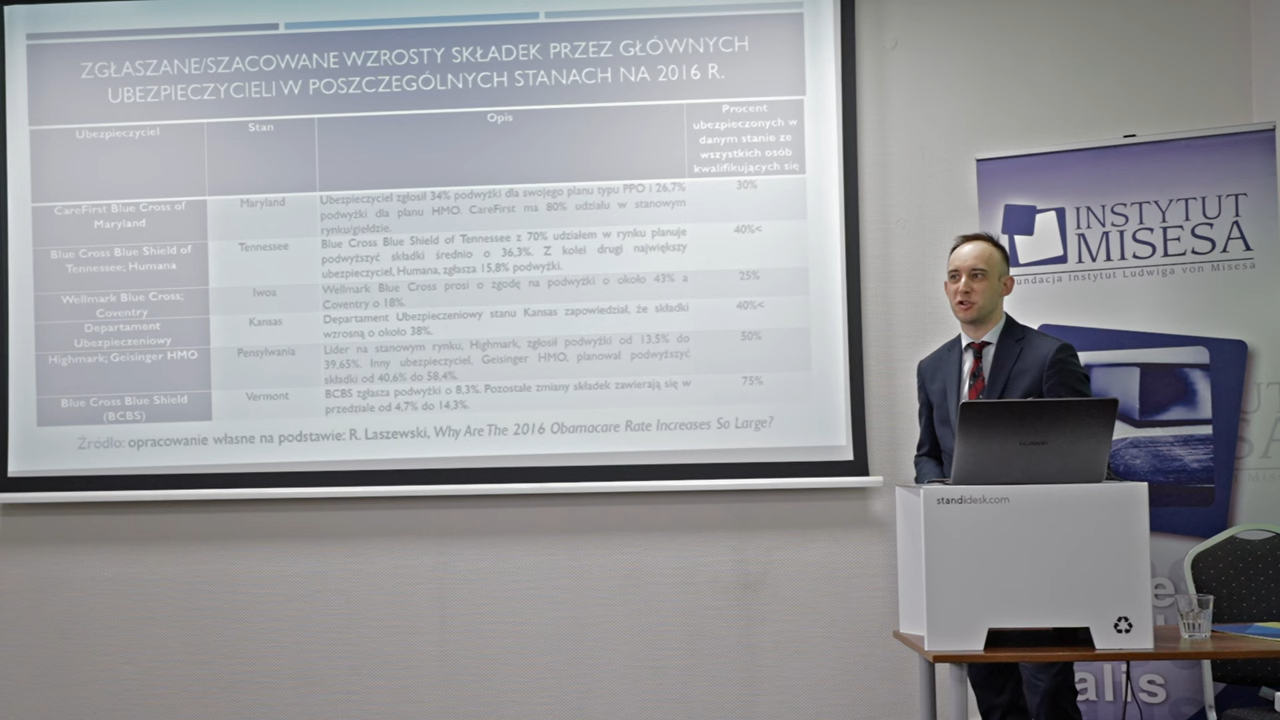 ZGŁASZANE/SZACOWANE WZROSTY SKŁADEK PRZEZ GŁÓWNYCH
UBEZPIECZYCIELI W POSZCZEGÓLNYCH STANACH NA 2016 R.
Ubezpieczyciel
Stan
Opis
Procent
ubezpieczonych w
danym stanie ze
wszystkich osób
kwalifikujących się
CareFirst Blue Cross of
Maryland
Maryland
Ubezpieczyciel zgłosił 34% podwyżki dla swojego planu typu PPO i 26,7%
podwyżki dla planu HMO. CareFirst ma 80% udziału w stanowym
rynku/giełdzie.
30%
Blue Cross Blue Shield of
Tennessee; Humana
Tennessee
Blue Cross Blue Shield of Tennessee z 70% udziałem w rynku planuje
podwyższyć składki średnio o 36,3%. Z kolei drugi największy
ubezpieczyciel, Humana, zgłasza 15,8% podwyżki.
40%<
Wellmark Blue Cross;
Coventry
Iwoa
Wellmark Blue Cross prosi o zgodę na podwyżki o około 43% a
Coventry o 18%.
25%
Departament
Ubezpieczeniowy
Kansas
Departament Ubezpieczeniowy stanu Kansas zapowiedział, że składki
wzrosną o około 38%.
40%<
Highmark; Geisinger HMO
Pensylwania
Lider na stanowym rynku, Highmark, zgłosił podwyżki od 13,5% do
39,65%. Inny ubezpieczyciel, Geisinger HMO, planował podwyższyć
składki od 40,6% do 58,4%.
50%
Blue Cross Blue Shield
(BCBS)
Vermont
BCBS zgłasza podwyżki o 8,3%. Pozostałe zmiany składek zawierają się w
przedziale od 4,7% do 14,3%.
75%
Źródło: opracowanie własne na podstawie: R. Laszewski, Why Are The 2016 Obamacare Rate Increases So Large?
INSTYTUT
MISESA
undacja Instytut Ludwiga von Misesa
HUAWEI
standidesk.com
e
alis